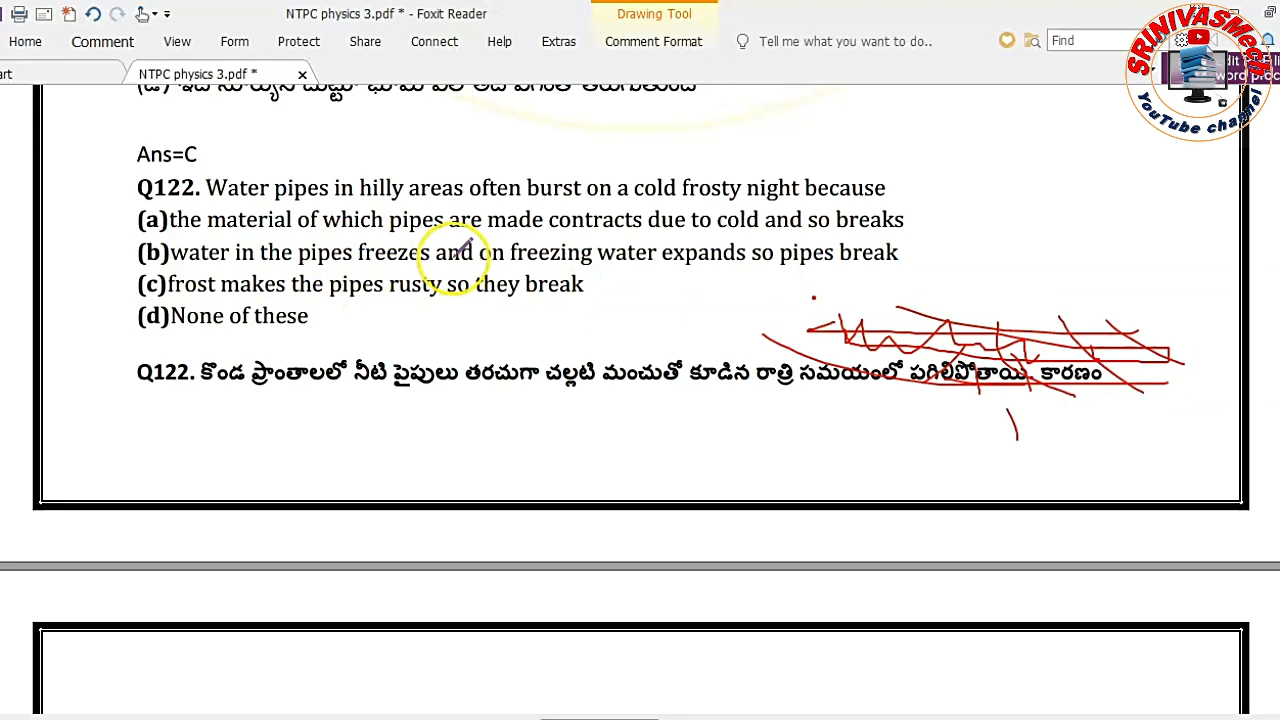 NTPC physics 3.pdf * - Foxit Reader
Drawing Tool
Home Comment View Form Protect Share Connect Help Extras Comment Format Tell me what you want to do.. Find
art NTPC physics 3.pdf *
SRINIVASMech
YouTube channel
Ans=C
Q122. Water pipes in hilly areas often burst on a cold frosty night because
(a)the material of which pipes are made contracts due to cold and so breaks
(b)water in the pipes freezes and on freezing water expands so pipes break
(c)frost makes the pipes rusty so they break
(d)None of these
Q122. కొండ ప్రాంతాలలో నీటి పైపులు తరచుగా చల్లటి మంచుతో కూడిన రాత్రి సమయంలో పగిలిపోతాయి. కారణం